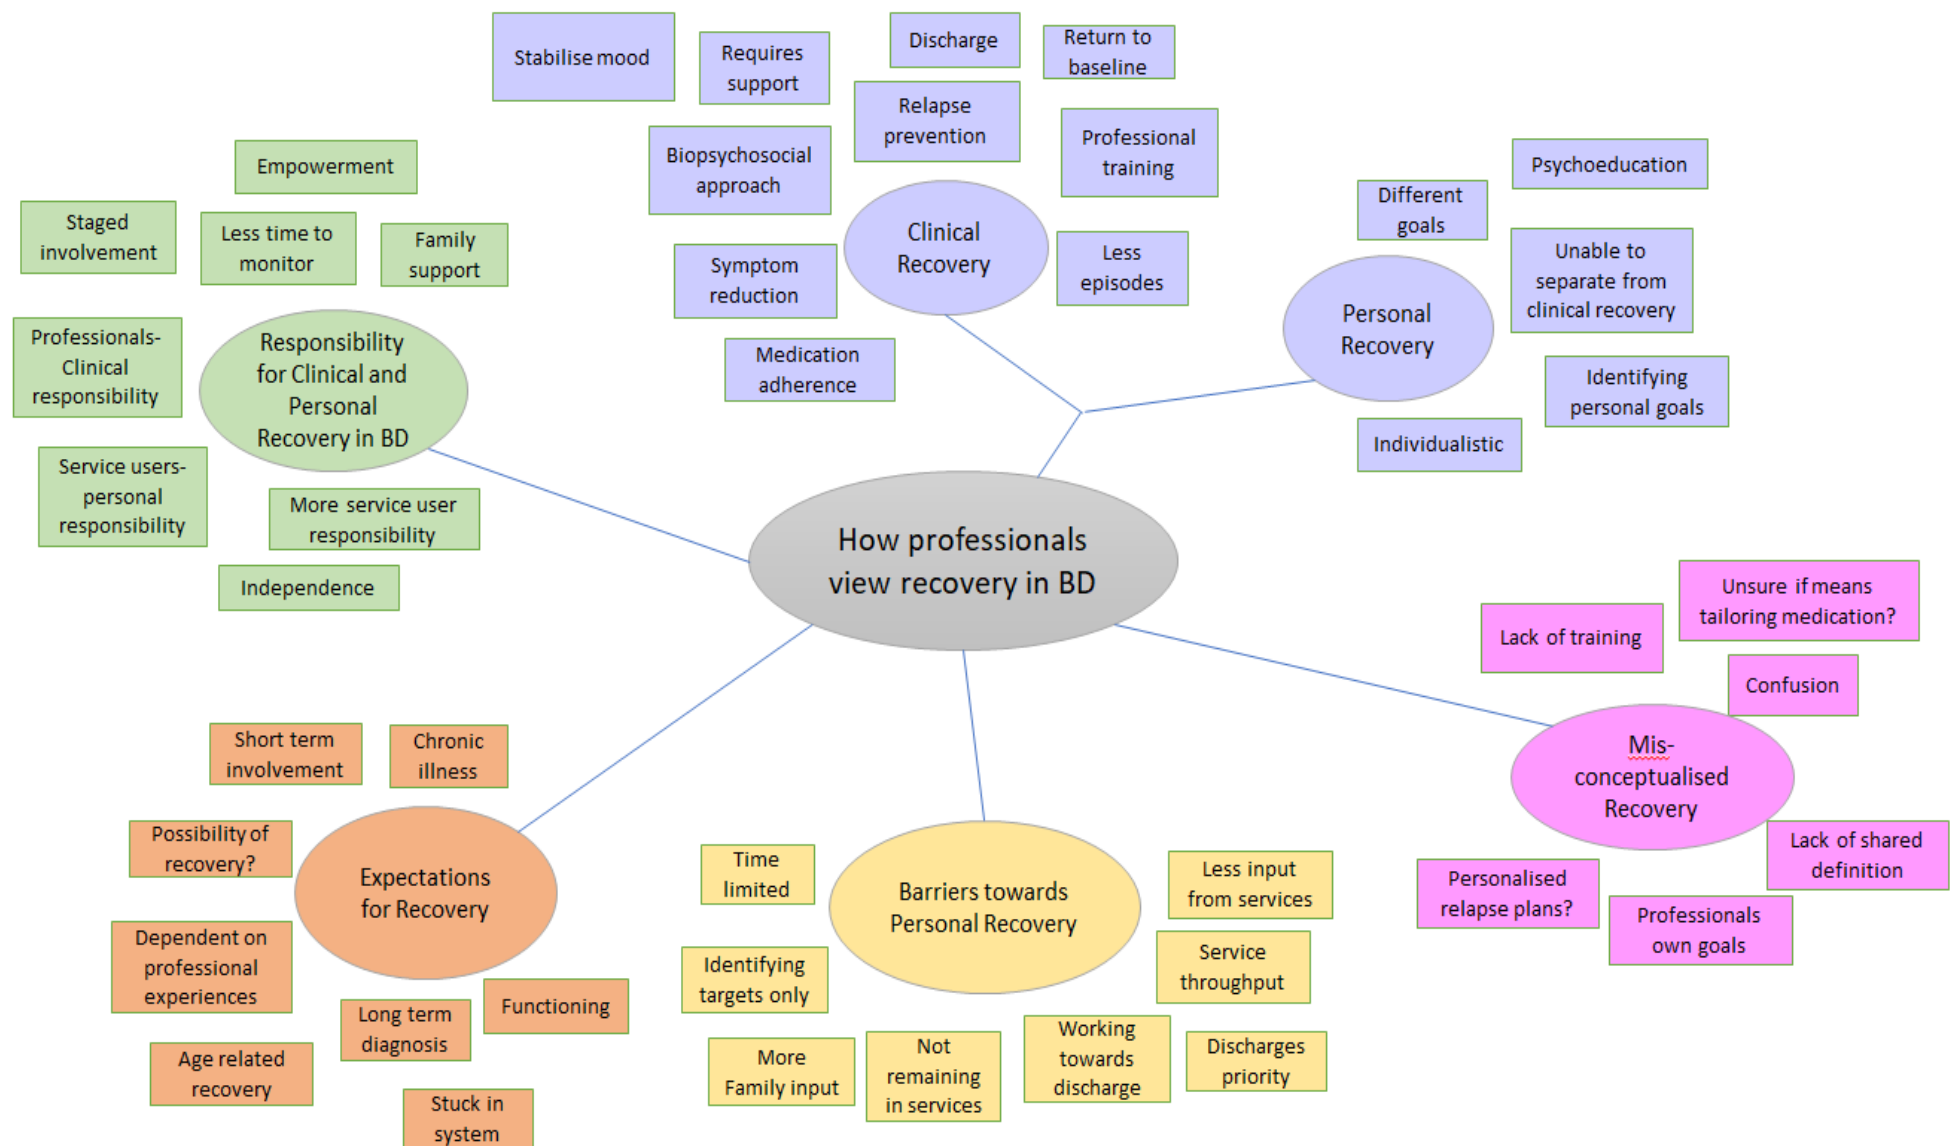 Stabilise mood
Requires
support
Discharge
Return to
baseline
Relapse
prevention
Biopsychosocial
approach
Professional
training
Clinical
Recovery
Symptom
reduction
Less
episodes
Medication
adherence
Psychoeducation
Different
goals
Unable to
separate from
clinical recovery
Personal
Recovery
Identifying
personal goals
Individualistic
Empowerment
Staged
involvement
Less time to
monitor
Family
support
Professionals-
Clinical
responsibility
Responsibility
for Clinical and
Personal
Recovery in BD
Service users-
personal
responsibility
More service user
responsibility
Independence
How professionals
view recovery in BD
Unsure if means
tailoring medication?
Lack of training
Confusion
Mis-
conceptualised
Recovery
Lack of shared
definition
Personalised
relapse plans?
Professionals
own goals
Short term
involvement
Chronic
illness
Possibility of
recovery?
Expectations
for Recovery
Dependent on
professional
experiences
Functioning
Long term
diagnosis
Age related
recovery
Stuck in
system
Time
limited
Barriers towards
Personal Recovery
Less input
from services
Identifying
targets only
Service
throughput
More
Family input
Not
remaining
in services
Working
towards
discharge
Discharges
priority